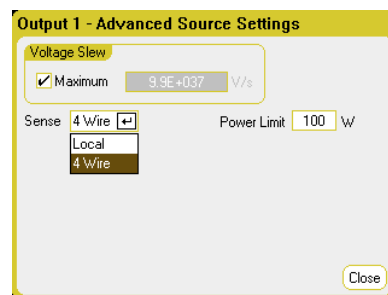 Output 1 - Advanced Source Settings
Voltage Slew
Maximum 9.9E+037 V/s
Sense 4 Wire Power Limit 100 W
Local
4 Wire
Close